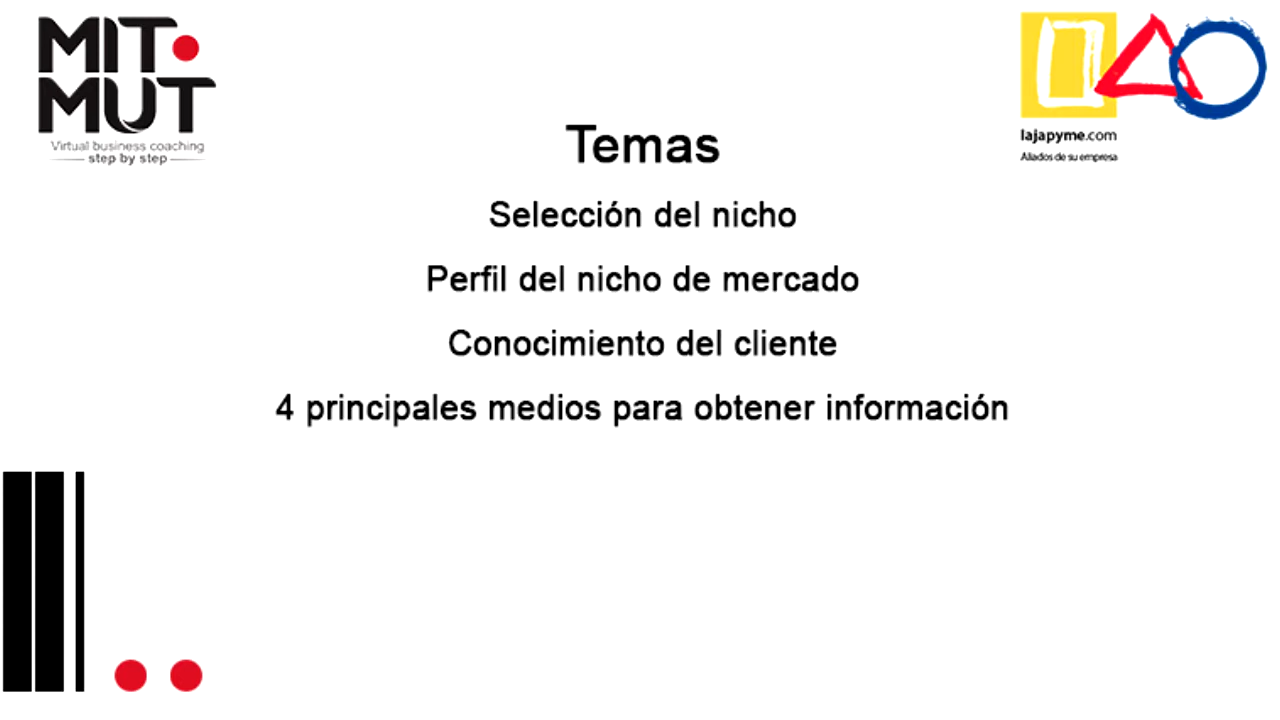 MIT
MUT
Virtual business coaching
step by step
lajapyme.com
Aliados de su empresa
Temas
Selección del nicho
Perfil del nicho de mercado
Conocimiento del cliente
4 principales medios para obtener información